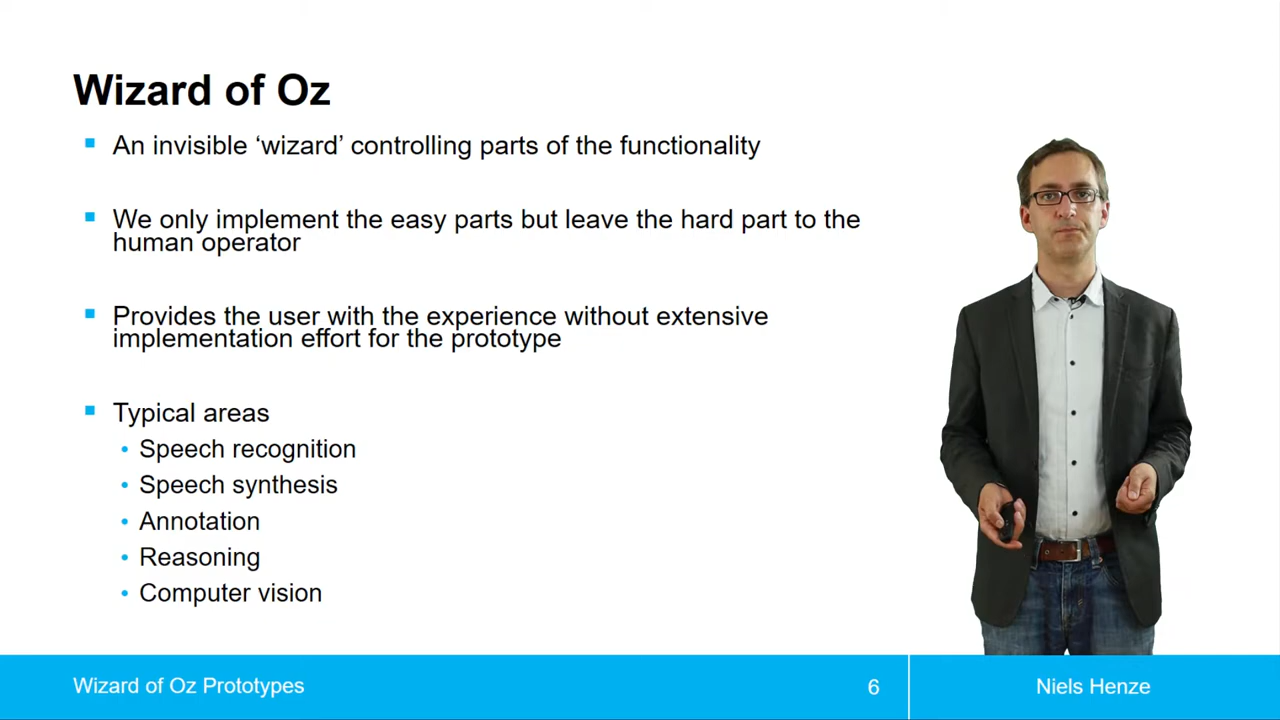 Wizard of Oz
An invisible ‘wizard’ controlling parts of the functionality
We only implement the easy parts but leave the hard part to the
human operator
Provides the user with the experience without extensive
implementation effort for the prototype
Typical areas
Speech recognition
Speech synthesis
Annotation
Reasoning
Computer vision
Wizard of Oz Prototypes
6
Niels Henze